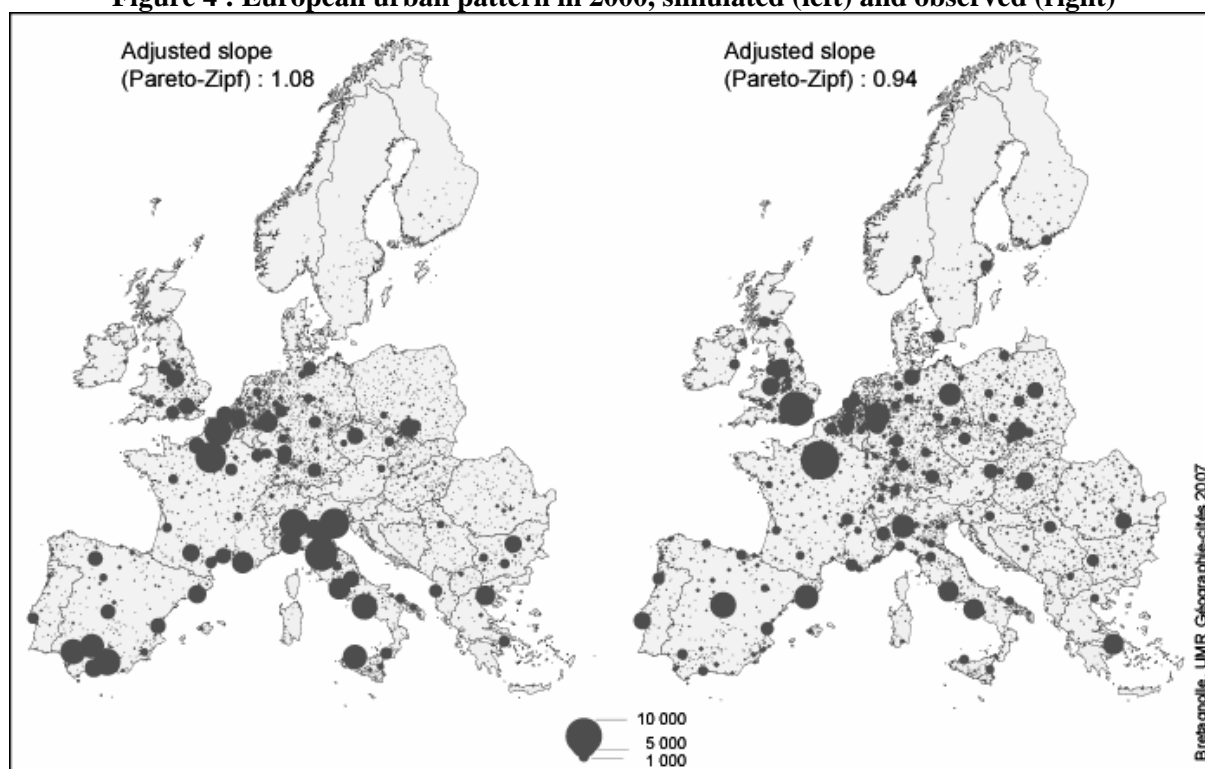 Figure 4 : European urban pattern in 2000, simulated (left) and observed (right)
Adjusted slope
(Pareto-Zipf) : 1.08
Adjusted slope
(Pareto-Zipf) : 0.94
10 000
5 000
1 000
Bretagnolle, UMR Géographie-cités 2007